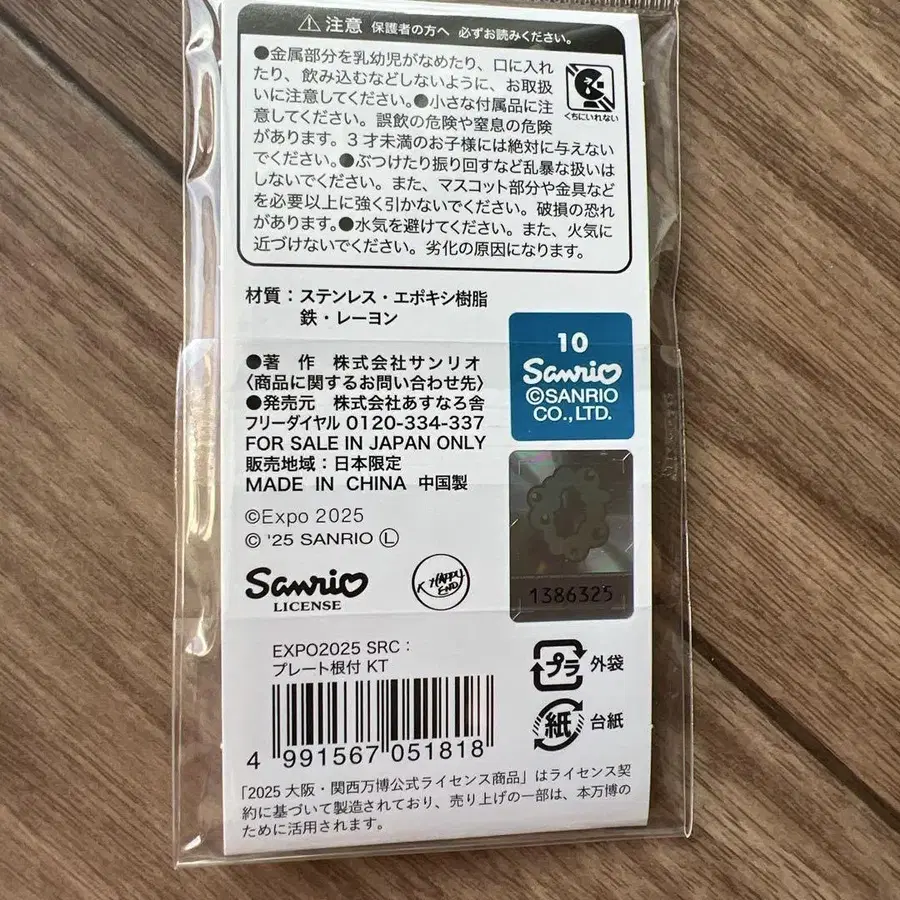 ⚠注意 保護者の方へ 必ずお読みください。
●金属部分を乳幼児がなめたり、口に入れ
たり、飲み込むなどしないように、お取扱
いに注意してください。●小さな付属品に注
意してください。誤飲の危険や窒息の危険
があります。3才未満のお子様には絶対に与えない
でください。●ぶつけたり振り回すなど乱暴な扱いは
しないでください。また、マスコット部分や金具など
を必要以上に強く引かないでください。破損の恐れ
があります。●水気を避けてください。また、火気に
近づけないでください。劣化の原因になります。
くちにいれない
材質：ステンレス・エポキシ樹脂
鉄・レーヨン
●著 作 株式会社サンリオ
〈商品に関するお問い合わせ先〉
●発売元 株式会社あすなろ舎
フリーダイヤル 0120-334-337
FOR SALE IN JAPAN ONLY
販売地域：日本限定
MADE IN CHINA 中国製
©Expo 2025
© '25 SANRIO Ⓛ
Sanrio
LICENSE
K HAPPY
END
10
Sanrio
©SANRIO
CO.,LTD.
1386325
EXPO2025 SRC：
プレート根付 KT
4 991567 051818
プラ 外袋
紙 台紙
「2025 大阪・関西万博公式ライセンス商品」はライセンス契
約に基づいて製造されており、売り上げの一部は、本万博の
ために活用されます。